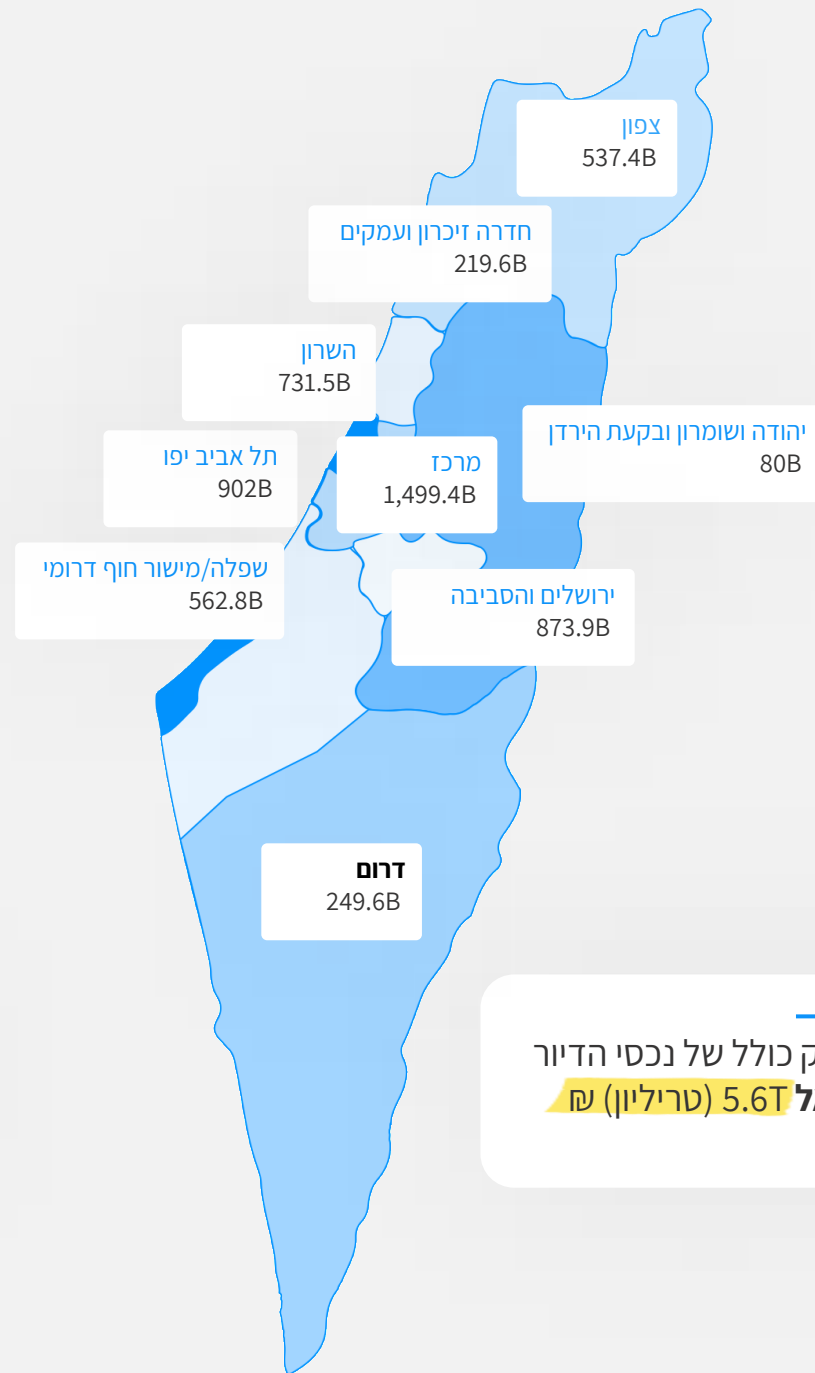 צפון
537.4B
חדרה זיכרון ועמקים
219.6B
השרון
731.5B
יהודה ושומרון ובקעת הירדן
80B
תל אביב יפו
902B
מרכז
1,499.4B
שפלה/מישור חוף דרומי
562.8B
ירושלים והסביבה
873.9B
דרום
249.6B
כולל של נכסי הדיור
5.6T (טריליון) ₪